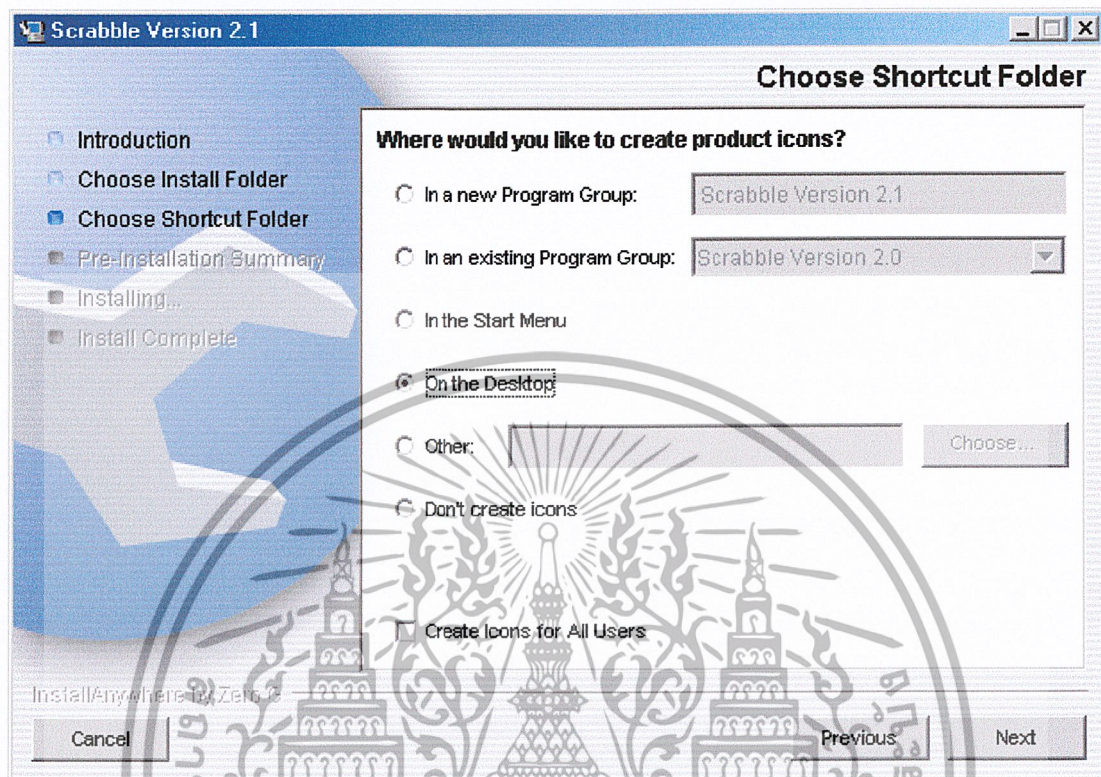 Scrabble Version 2.1
Choose Shortcut Folder
Introduction
Choose Install Folder
Choose Shortcut Folder
Pre-Installation Summary
Installing...
Install Complete
Where would you like to create product icons?
In a new Program Group: Scrabble Version 2.1
In an existing Program Group: Scrabble Version 2.0
In the Start Menu
On the Desktop
Other: Choose...
Don't create icons
Create Icons for All Users
InstallAnywhere by Zero G
Cancel Previous Next